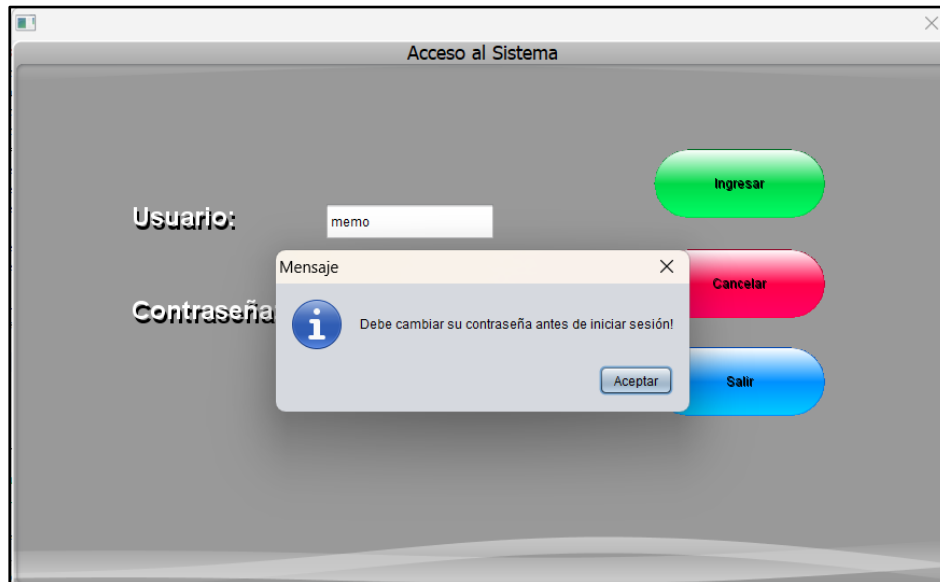 Acceso al Sistema
Ingresar
Usuario:
memo
Mensaje
Cancelar
Contraseña:
Debe cambiar su contraseña antes de iniciar sesión!
Aceptar
Salir